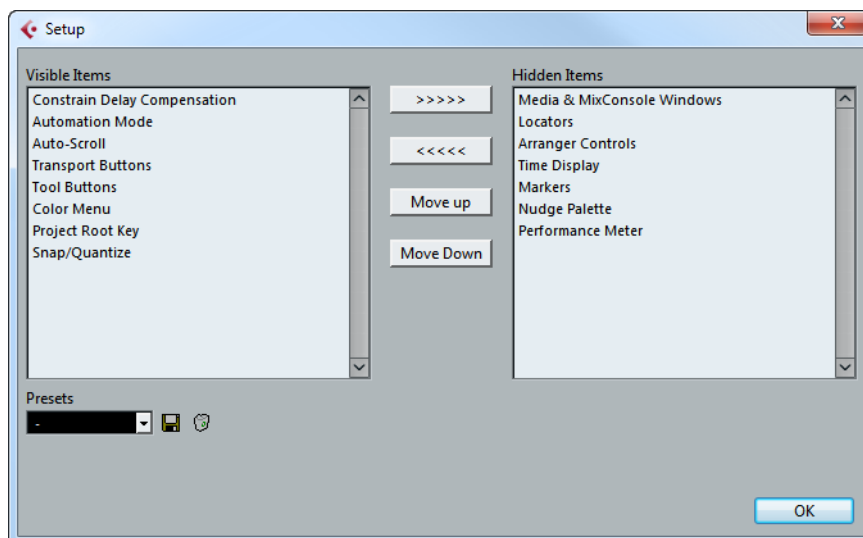 Setup
Visible Items
Constrain Delay Compensation
Automation Mode
Auto-Scroll
Transport Buttons
Tool Buttons
Color Menu
Project Root Key
Snap/Quantize
>>>>>
<<<<<
Move up
Move Down
Hidden Items
Media & MixConsole Windows
Locators
Arranger Controls
Time Display
Markers
Nudge Palette
Performance Meter
Presets
-
OK